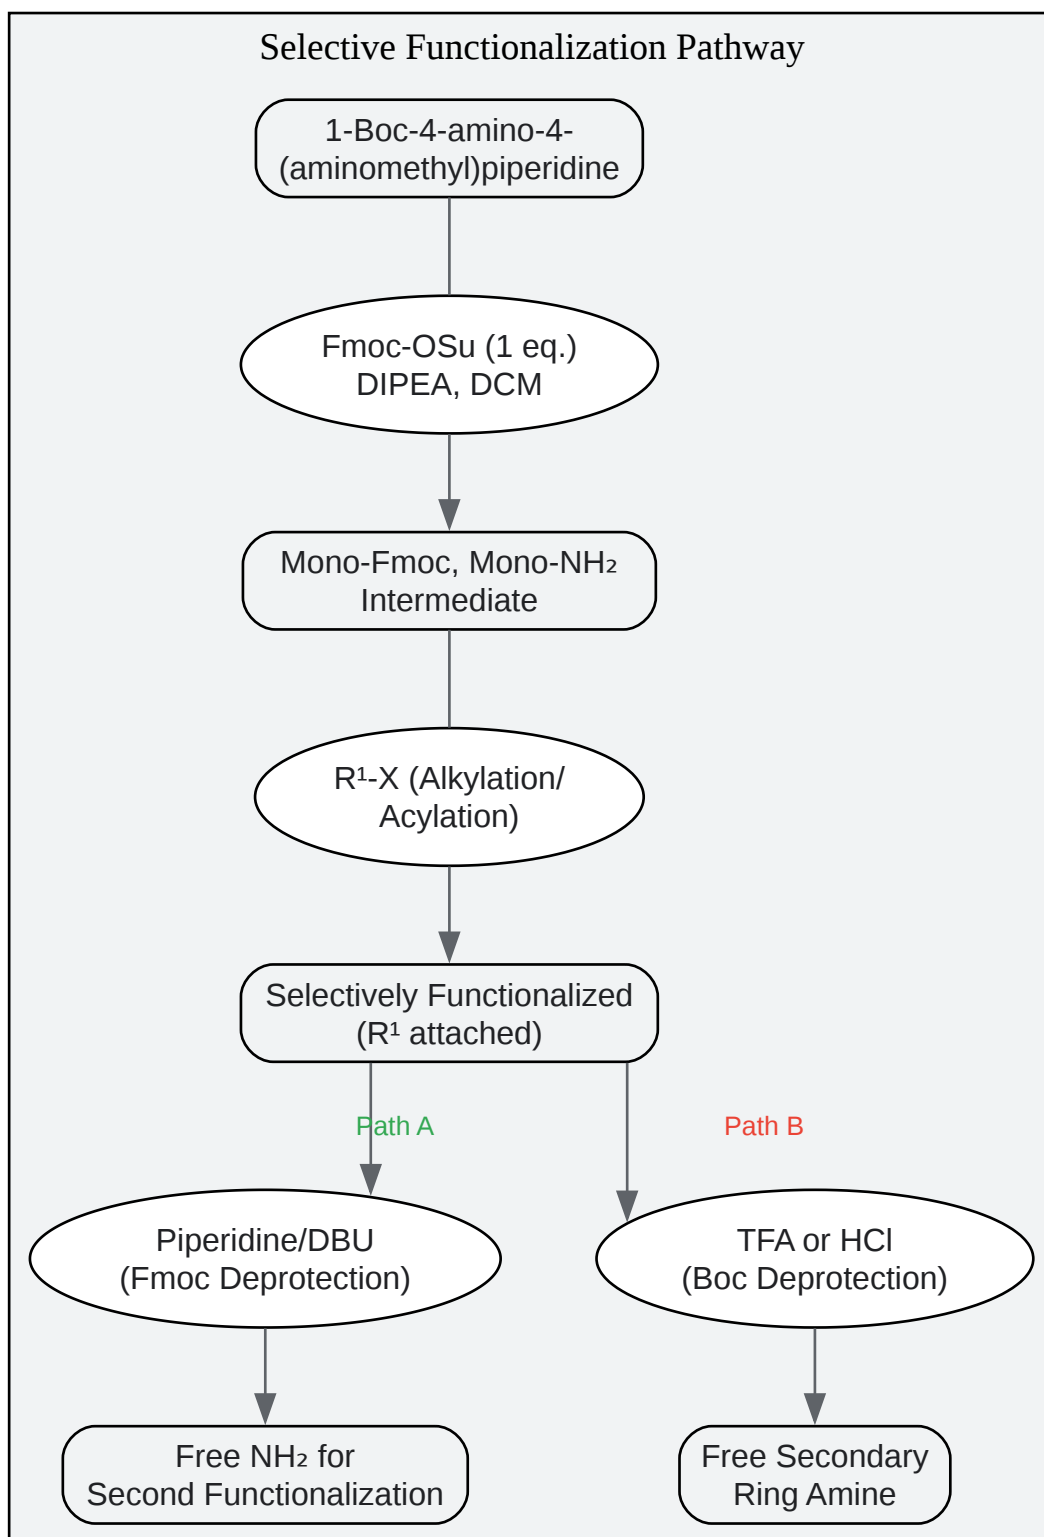 Selective Functionalization Pathway
1-Boc-4-amino-4-
(aminomethyl)piperidine
Fmoc-OSu (1 eq.)
DIPEA, DCM
Mono-Fmoc, Mono-NH₂
Intermediate
R¹-X (Alkylation/
Acylation)
Selectively Functionalized
(R¹ attached)
Path A
Path B
Piperidine/DBU
(Fmoc Deprotection)
TFA or HCl
(Boc Deprotection)
Free NH₂ for
Second Functionalization
Free Secondary
Ring Amine